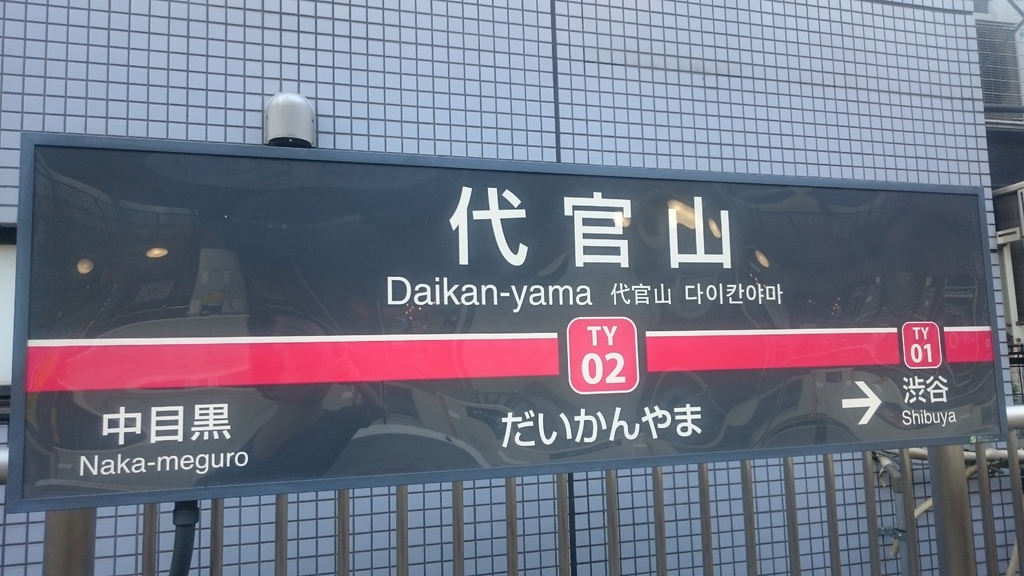 代官山
Daikan-yama 代官山 다이칸야마
TY
02
TY
01
中目黒
Naka-meguro
だいかんやま
→ 渋谷
Shibuya